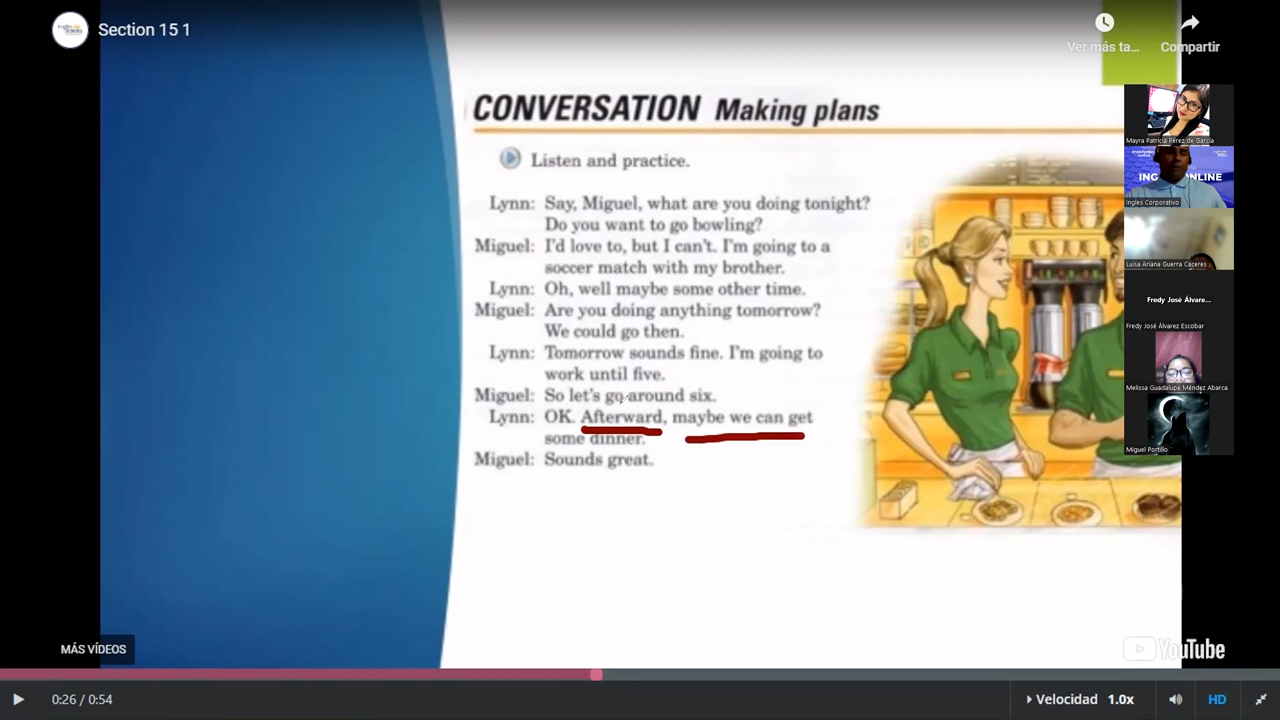 Section 15 1
Ver más ta...
Compartir
CONVERSATION Making plans
Listen and practice.
Lynn: Say, Miguel, what are you doing tonight?
Do you want to go bowling?
Miguel: I'd love to, but I can't. I'm going to a
soccer match with my brother.
Lynn: Oh, well maybe some other time.
Miguel: Are you doing anything tomorrow?
We could go then.
Lynn: Tomorrow sounds fine. I'm going to
work until five.
Miguel: So let's go around six.
Lynn: OK. Afterward, maybe we can get
some dinner.
Miguel: Sounds great.
Mayra Patricia Pérez de García
ING ONLINE
Ingles Corporativo
Luisa Ariana Guerra Caceres
Fredy José Álvare...
Fredy José Álvarez Escobar
Melissa Guadalupe Méndez Abarca
Miguel Portillo
MÁS VÍDEOS
YouTube
0:26 / 0:54
Velocidad 1.0x
HD